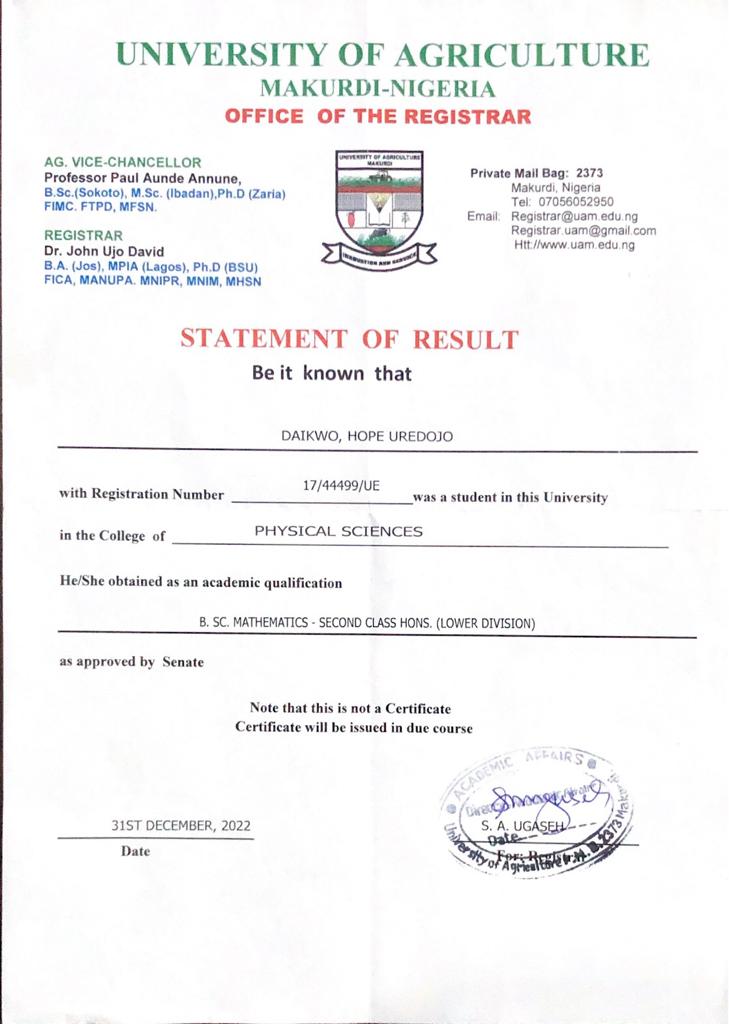 UNIVERSITY OF AGRICULTURE
MAKURDI-NIGERIA
OFFICE OF THE REGISTRAR
AG. VICE-CHANCELLOR
Professor Paul Aunde Annune,
B.Sc.(Sokoto), M.Sc. (Ibadan),Ph.D (Zaria)
FIMC. FTPD, MFSN.
REGISTRAR
Dr. John Ujo David
B.A. (Jos), MPIA (Lagos), Ph.D (BSU)
FICA, MANUPA. MNIPR, MNIM, MHSN
UNIVERSITY OF AGRICULTURE
MAKURDI
INNOVATION AND SERVICE
Private Mail Bag: 2373
Makurdi, Nigeria
Tel: 07056052950
Email: Registrar@uam.edu.ng
Registrar.uam@gmail.com
Htt://www.uam.edu.ng
STATEMENT OF RESULT
Be it known that
DAIKWO, HOPE UREDOJO
with Registration Number 17/44499/UE was a student in this University
in the College of PHYSICAL SCIENCES
He/She obtained as an academic qualification
B. SC. MATHEMATICS - SECOND CLASS HONS. (LOWER DIVISION)
as approved by Senate
Note that this is not a Certificate
Certificate will be issued in due course
31ST DECEMBER, 2022
Date
ACADEMIC AFFAIRS
S. A. UGASEH
Date
For: Registrar
University of Agriculture P.M.B. 2373 Makurdi